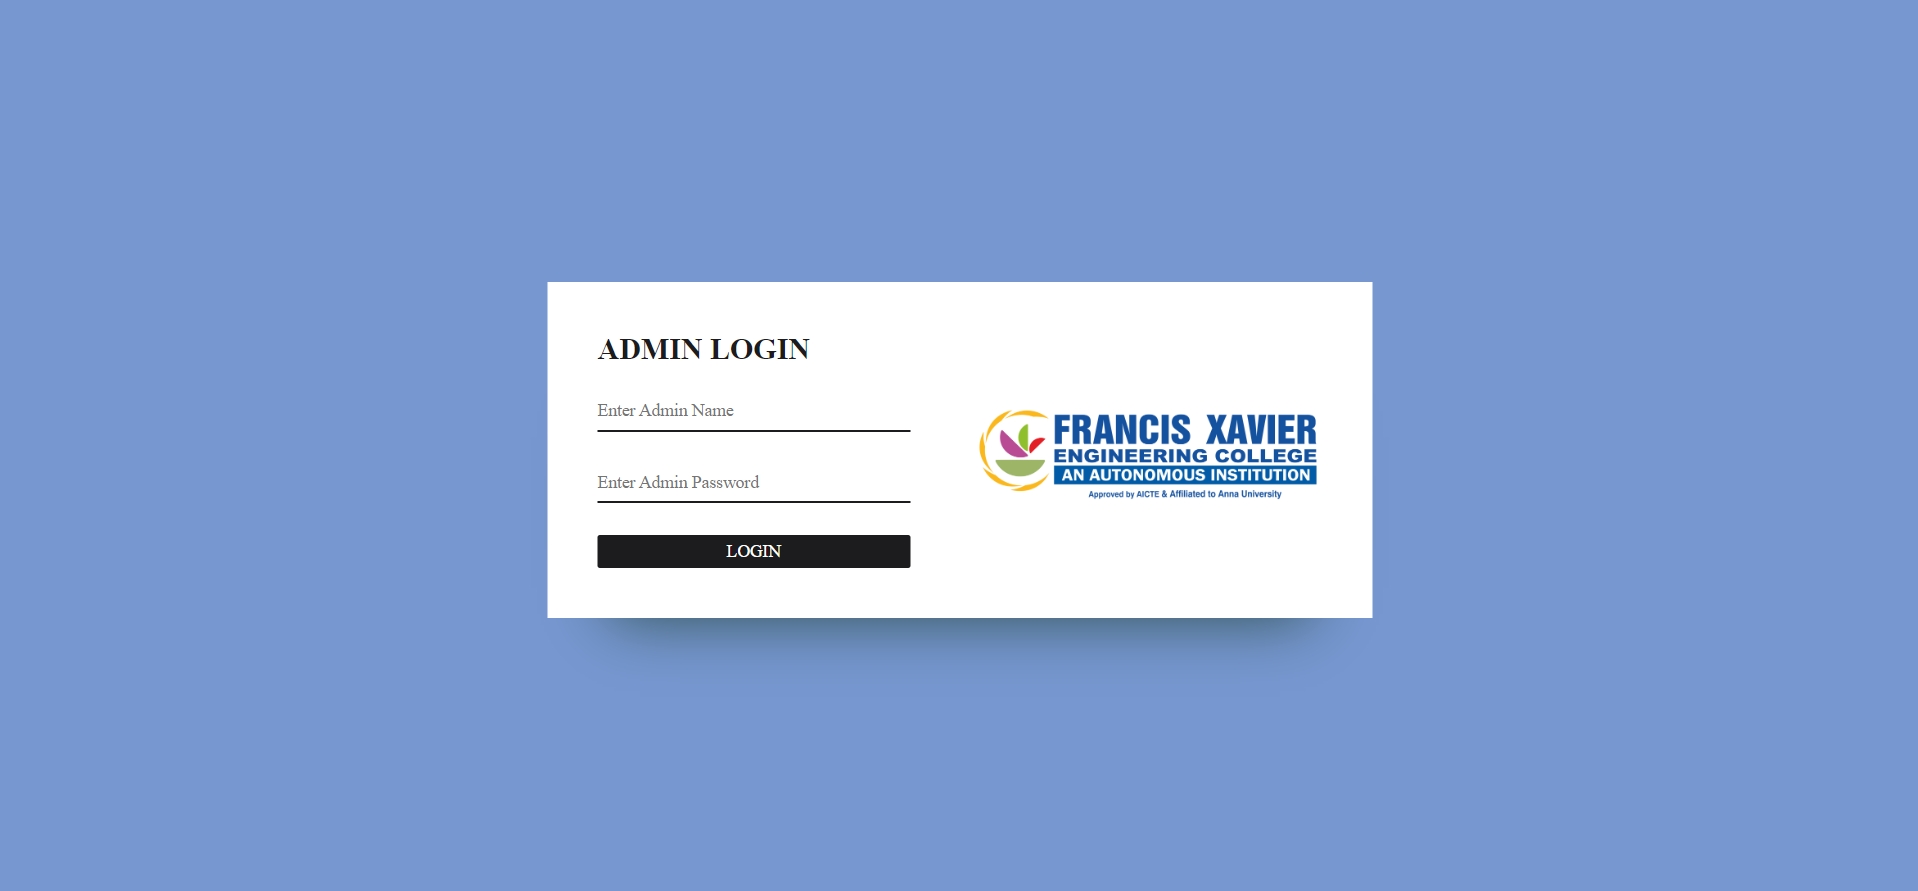 ADMIN LOGIN
Enter Admin Name
Enter Admin Password
LOGIN
FRANCIS XAVIER
ENGINEERING COLLEGE
AN AUTONOMOUS INSTITUTION
Approved by AICTE & Affiliated to Anna University